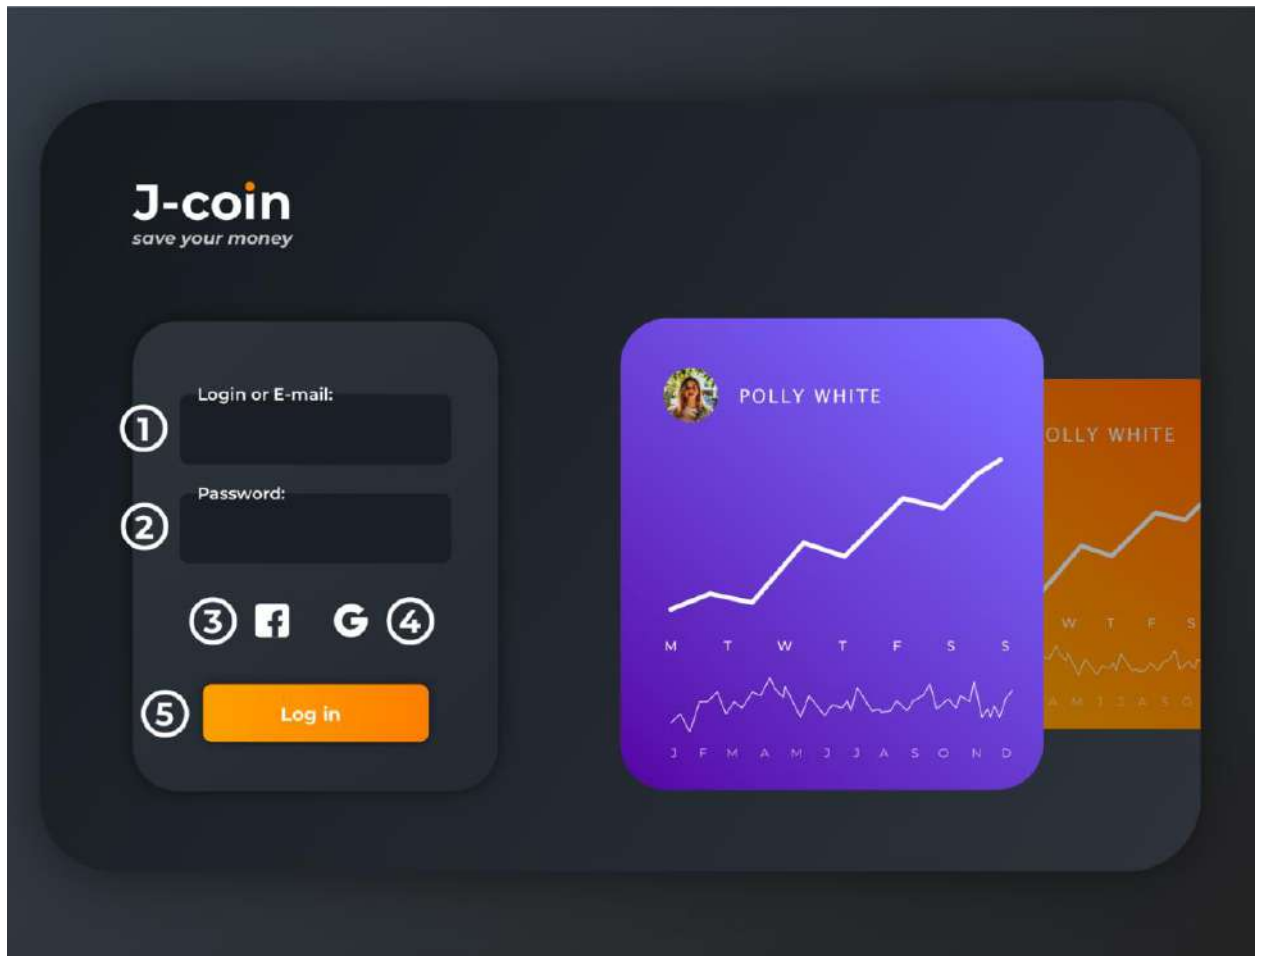 J-coin
save your money
Login or E-mail:
1
Password:
2
3 G 4
5 Log in
POLLY WHITE
M T W T F S S
J F M A M J J A S O N D
OLLY WHITE
W T F S
A M J J A S O